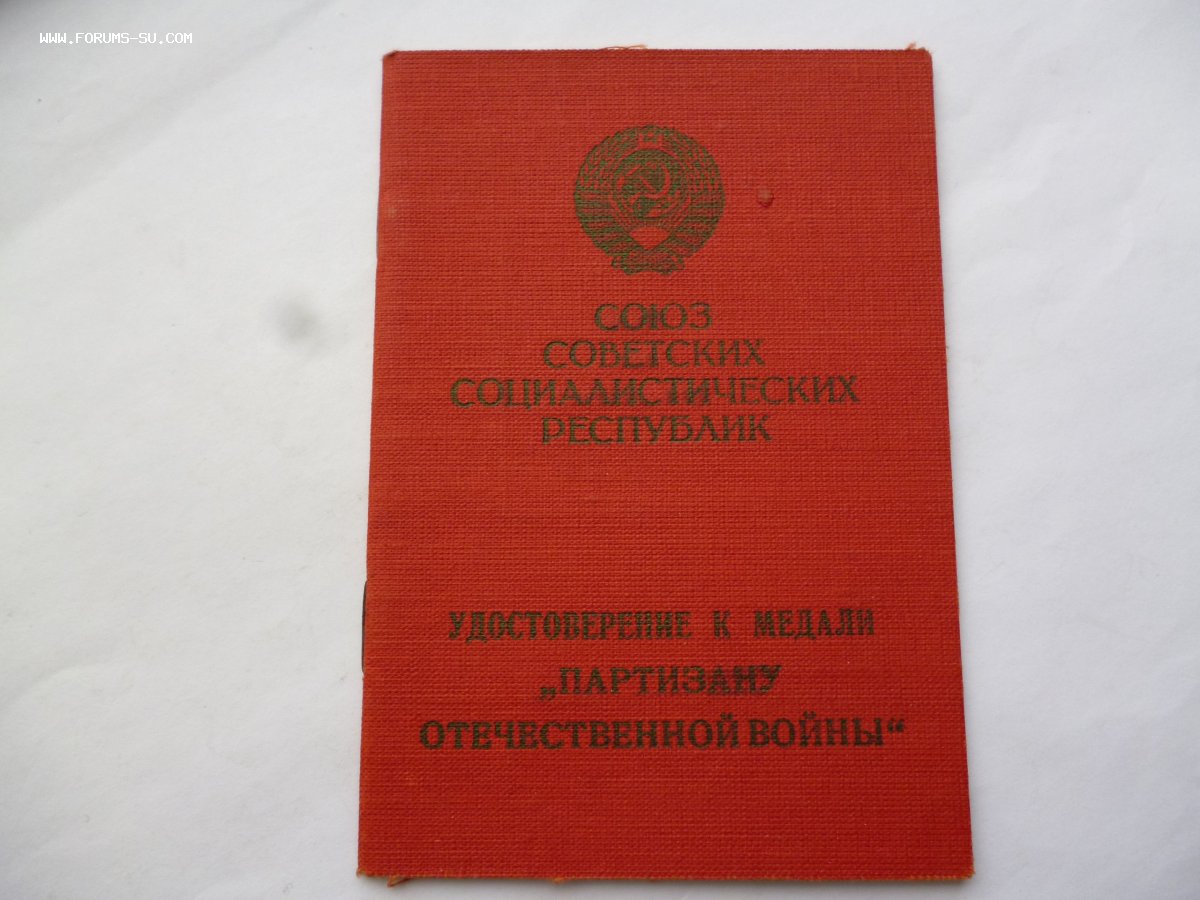 WWW.FORUMS-SU.COM
СОЮЗ
СОВЕТСКИХ
СОЦИАЛИСТИЧЕСКИХ
РЕСПУБЛИК
УДОСТОВЕРЕНИЕ К МЕДАЛИ
„ПАРТИЗАНУ
ОТЕЧЕСТВЕННОЙ ВОЙНЫ“